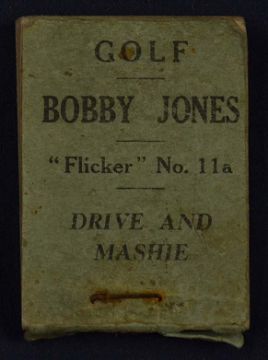 GOLF
BOBBY JONES
"Flicker" No. 11a
DRIVE AND
MASHIE